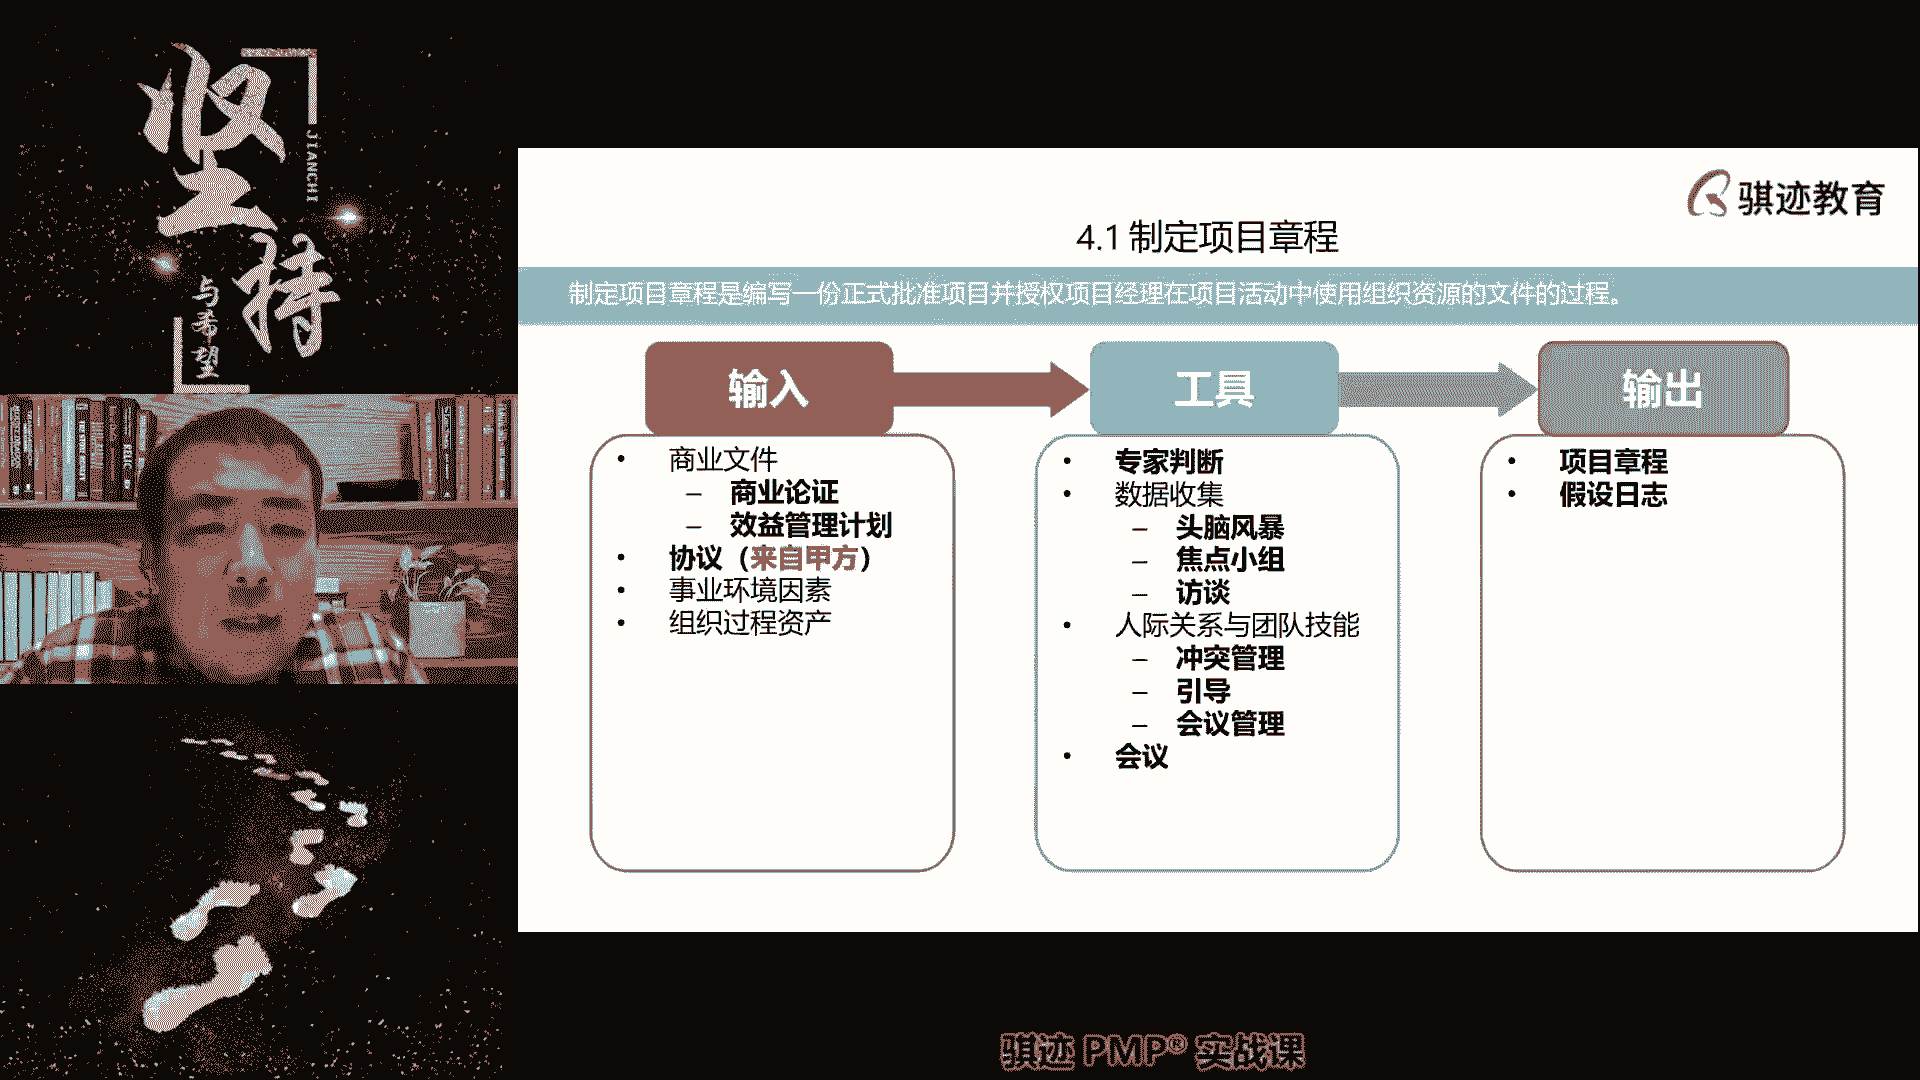 坚持
JIANCHI
与希望
骐迹教育
4.1 制定项目章程
制定项目章程是编写一份正式批准项目并授权项目经理在项目活动中使用组织资源的文件的过程。
输入
• 商业文件
– 商业论证
– 效益管理计划
• 协议（来自甲方）
• 事业环境因素
• 组织过程资产
工具
• 专家判断
• 数据收集
– 头脑风暴
– 焦点小组
– 访谈
• 人际关系与团队技能
– 冲突管理
– 引导
– 会议管理
• 会议
输出
• 项目章程
• 假设日志
骐迹 PMP® 实战课